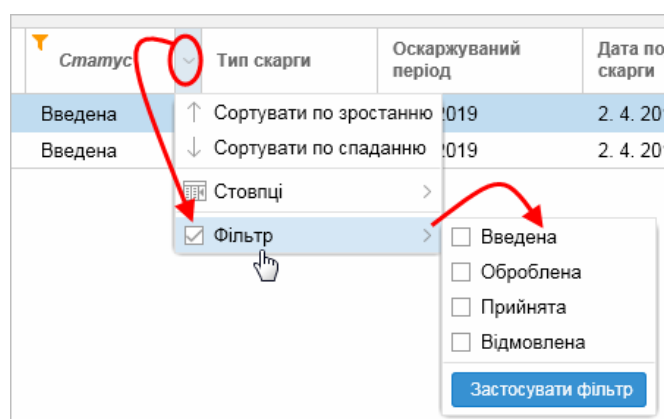 Статус Тип скарги Оскаржуваний Дата по
період скарги
Введена 2019 2. 4. 20
Введена 2019 2. 4. 20
Сортувати по зростанню
Сортувати по спаданню
Стовпці
Фільтр
Введена
Оброблена
Прийнята
Відмовлена
Застосувати фільтр